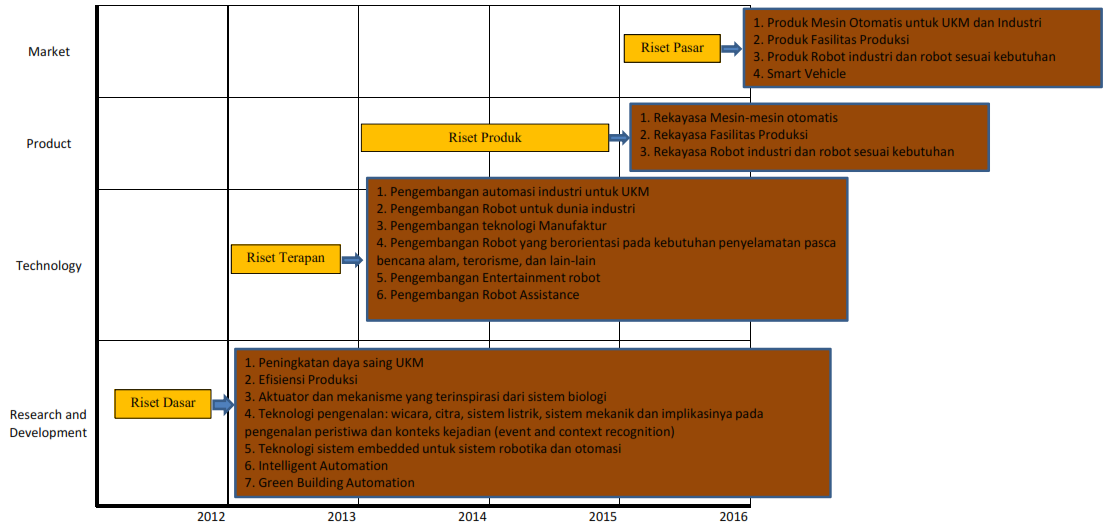 Market
Riset Pasar
1. Produk Mesin Otomatis untuk UKM dan Industri
2. Produk Fasilitas Produksi
3. Produk Robot industri dan robot sesuai kebutuhan
4. Smart Vehicle
Product
Riset Produk
1. Rekayasa Mesin-mesin otomatis
2. Rekayasa Fasilitas Produksi
3. Rekayasa Robot industri dan robot sesuai kebutuhan
Technology
Riset Terapan
1. Pengembangan automasi industri untuk UKM
2. Pengembangan Robot untuk dunia industri
3. Pengembangan teknologi Manufaktur
4. Pengembangan Robot yang berorientasi pada kebutuhan penyelamatan pasca
bencana alam, terorisme, dan lain-lain
5. Pengembangan Entertainment robot
6. Pengembangan Robot Assistance
Research and
Development
Riset Dasar
1. Peningkatan daya saing UKM
2. Efisiensi Produksi
3. Aktuator dan mekanisme yang terinspirasi dari sistem biologi
4. Teknologi pengenalan: wicara, citra, sistem listrik, sistem mekanik dan implikasinya pada
pengenalan peristiwa dan konteks kejadian (event and context recognition)
5. Teknologi sistem embedded untuk sistem robotika dan otomasi
6. Intelligent Automation
7. Green Building Automation
2012
2013
2014
2015
2016